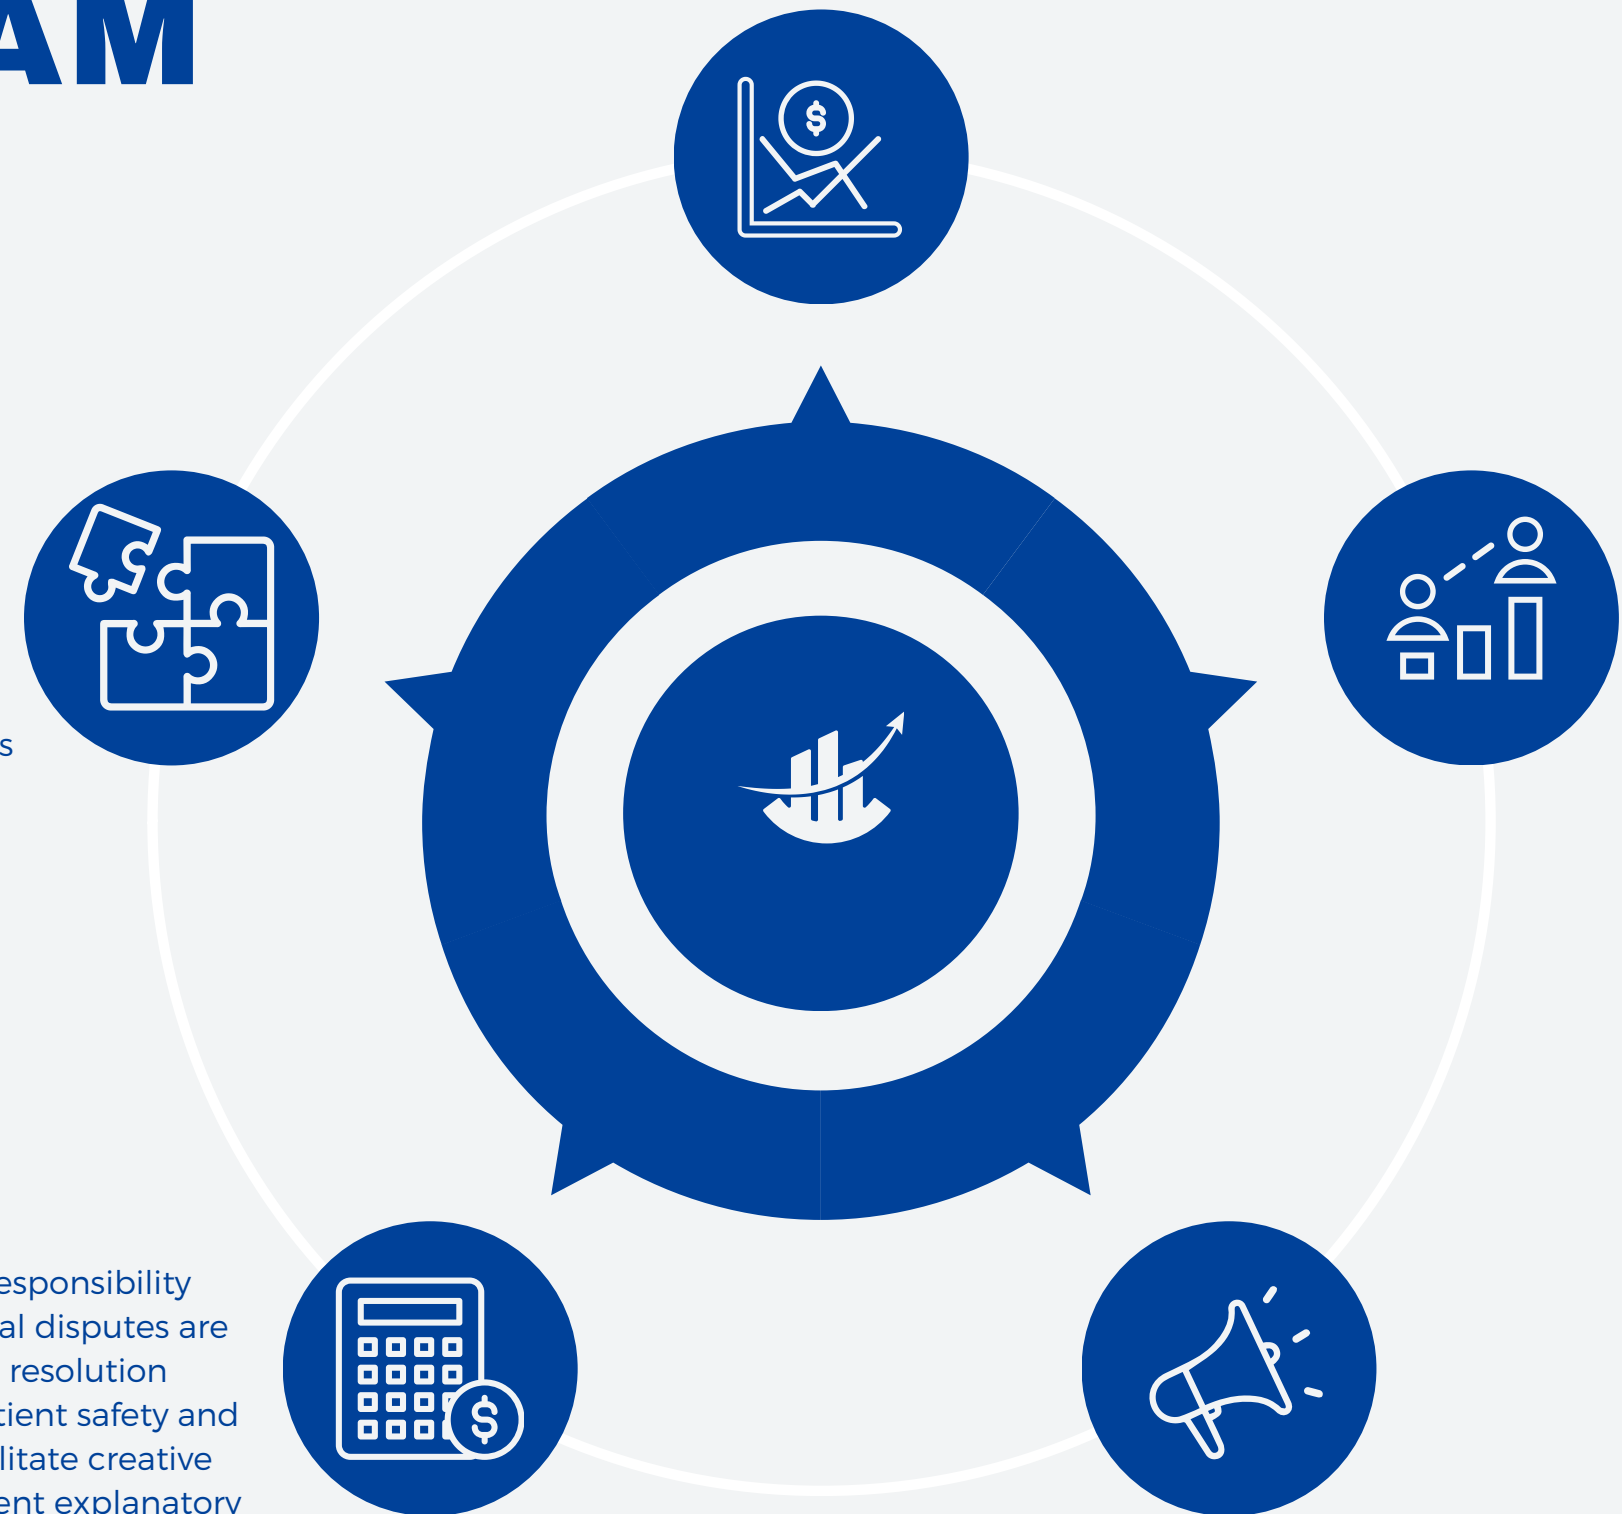 AM
s
esponsibility
al disputes are
resolution
tient safety and
litate creative
ent explanatory
$
$